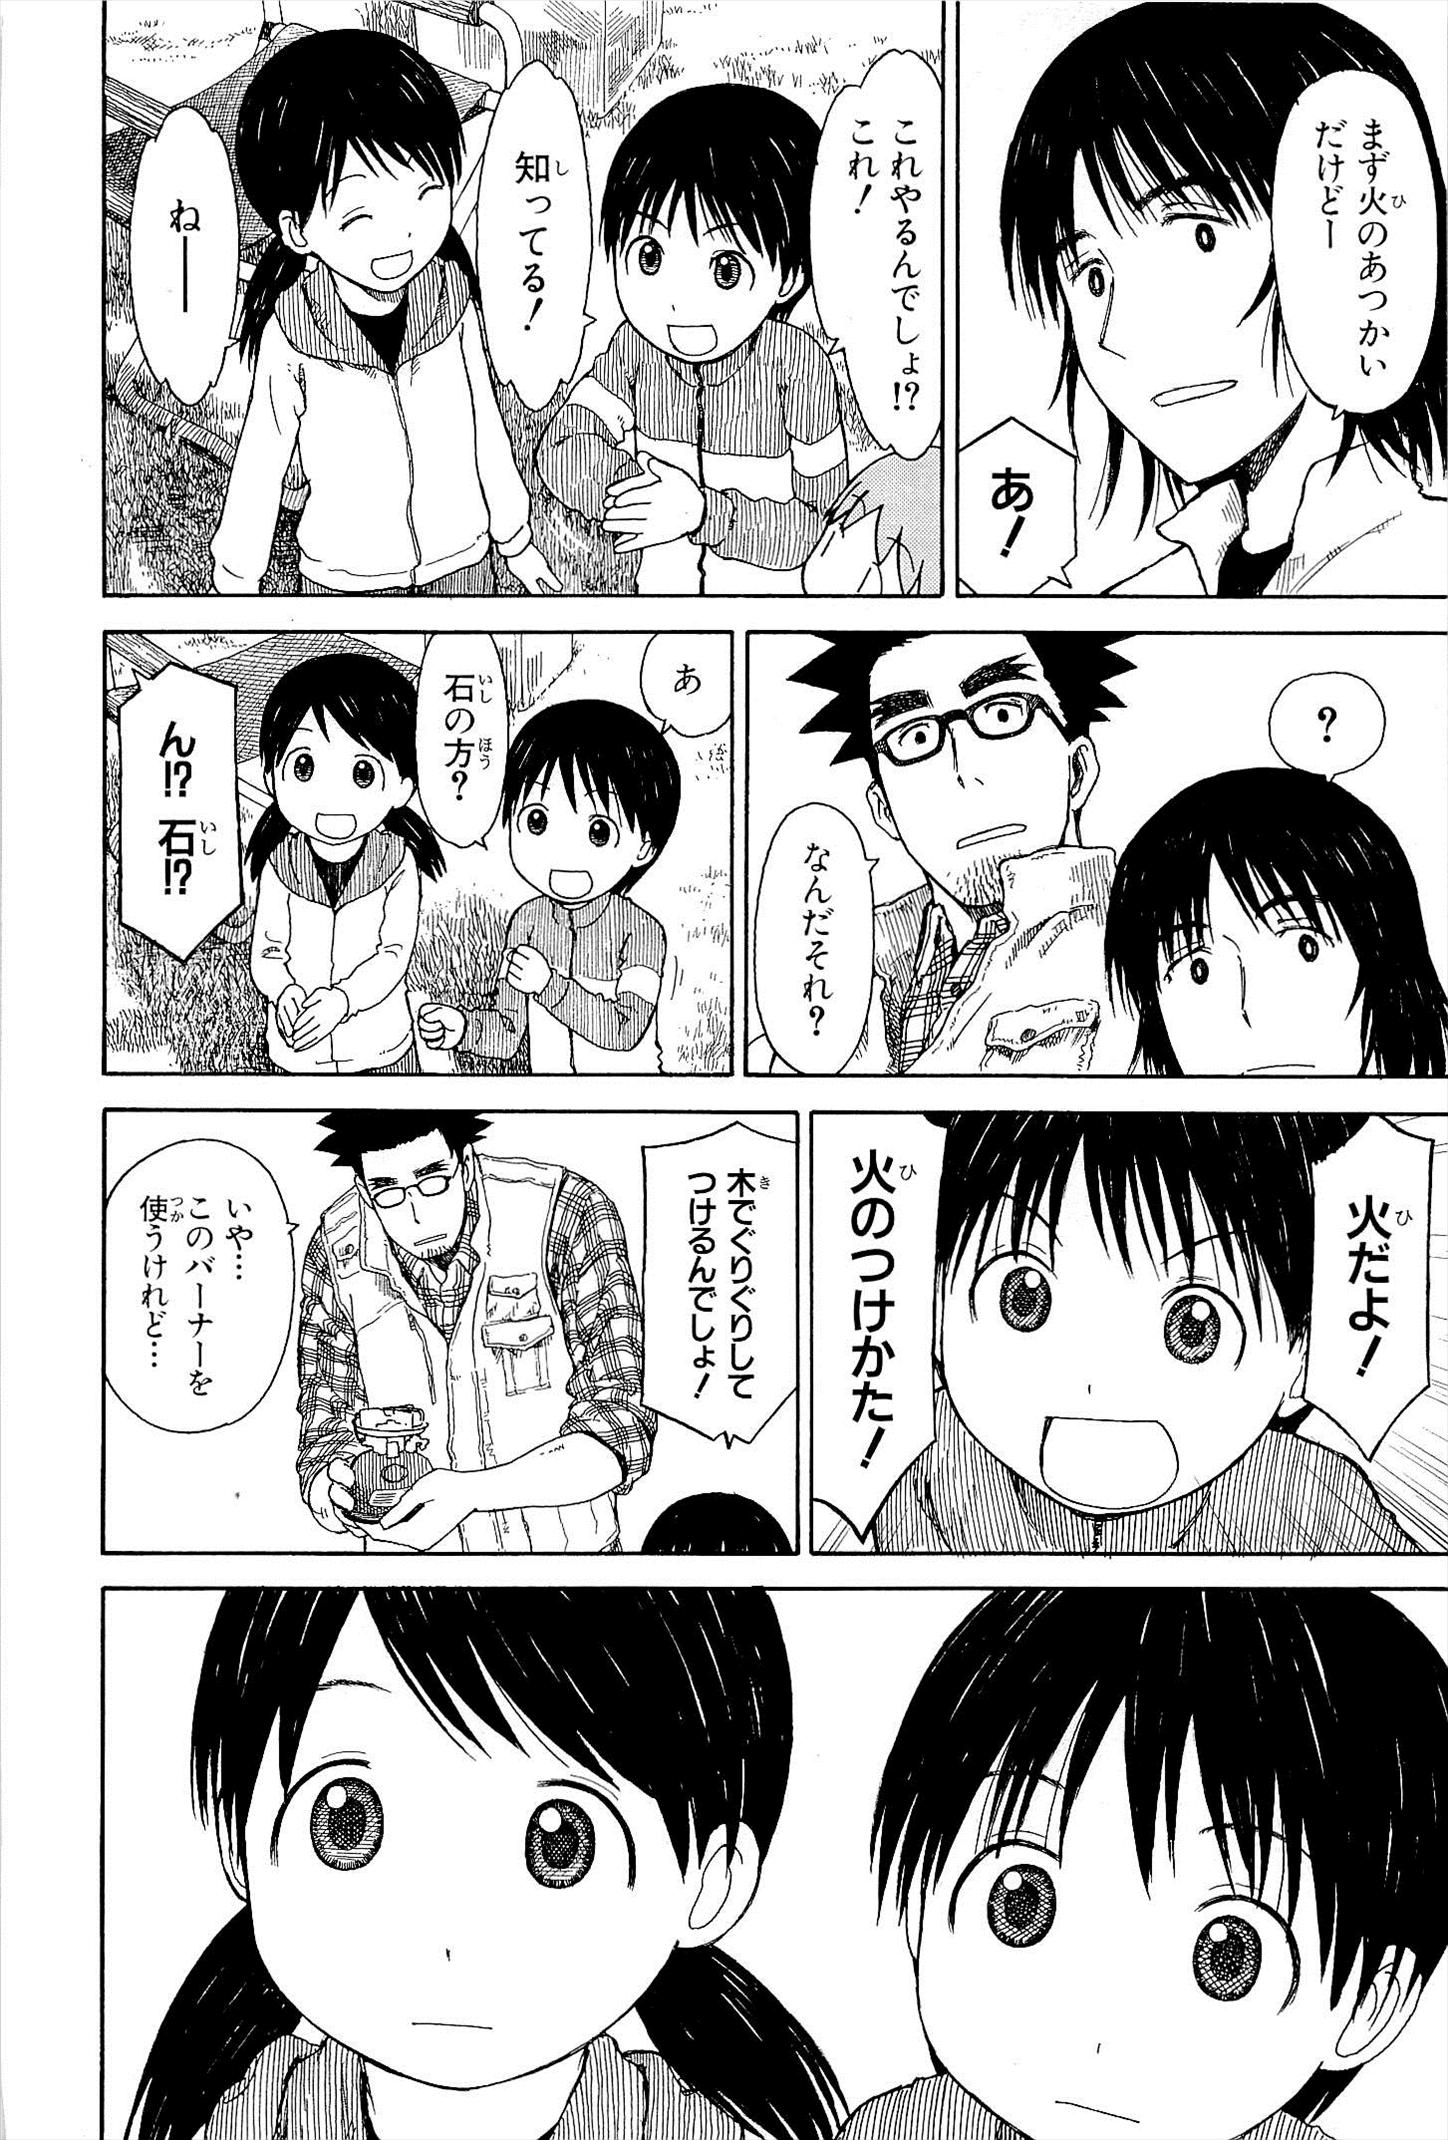 まず火のあつかい
だけどー
あ！
これやるんでしょ!?
これ！
知ってる！
ねーー
？
なんだそれ？
あ
石の方？
ん!? 石!?
火だよ！
火のつけかた！
木でぐりぐりして
つけるんでしょ！
いや…
このバーナーを
使うけれど…